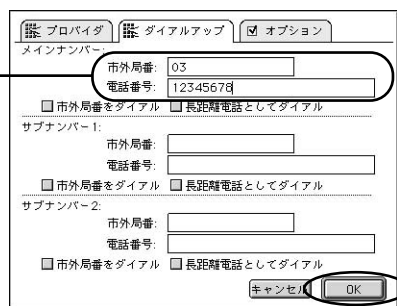 プロバイダ ダイアルアップ オプション
メインナンバー:
市外局番: 03
電話番号: 12345678
市外局番をダイアル 長距離電話としてダイアル
サブナンバー1:
市外局番:
電話番号:
市外局番をダイアル 長距離電話としてダイアル
サブナンバー2:
市外局番:
電話番号:
市外局番をダイアル 長距離電話としてダイアル
キャンセル OK